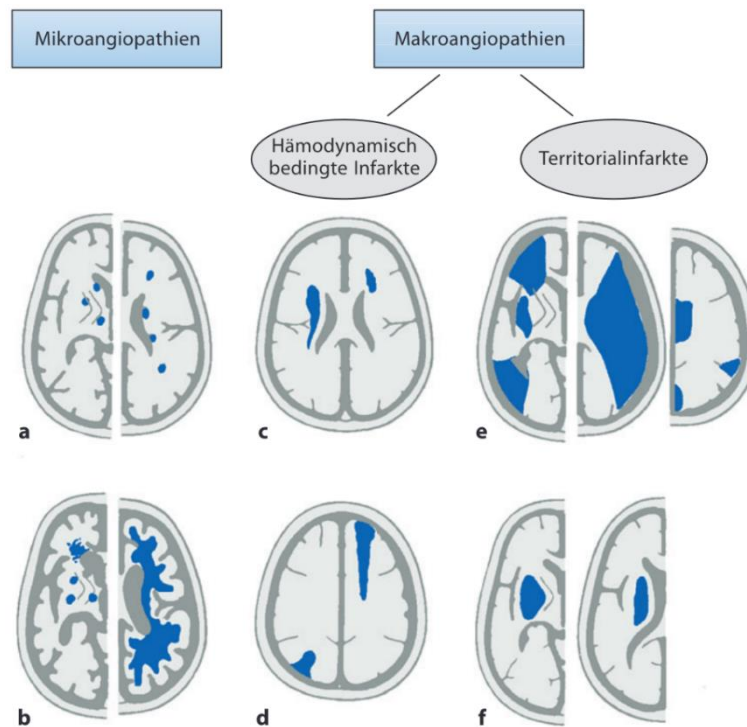 Mikroangiopathien
Makroangiopathien
Hämodynamisch
bedingte Infarkte
Territorialinfarkte
a
c
e
b
d
f